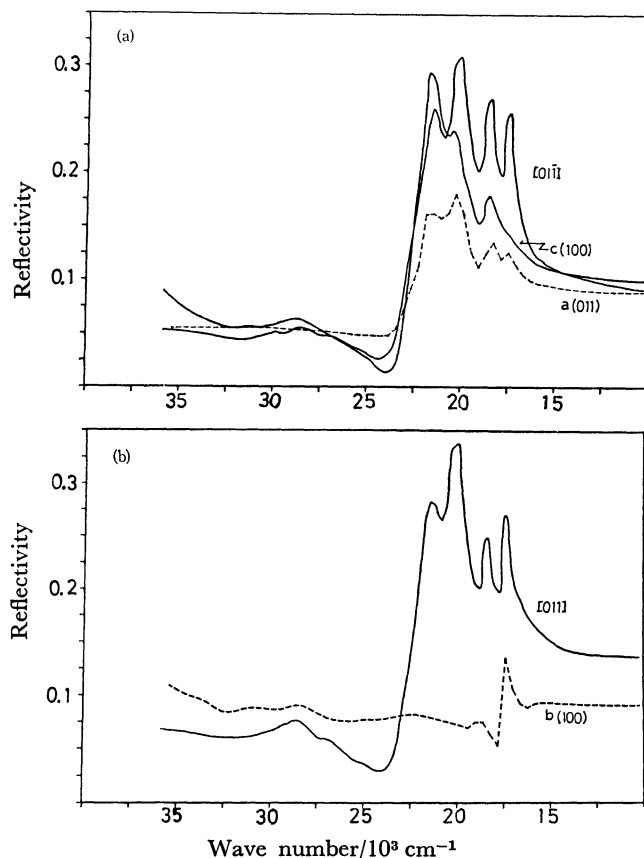 (a)
0.3
0.2
0.1
Reflectivity
[011̄]
c(100)
a(011)
35 30 25 20 15
(b)
0.3
0.2
0.1
Reflectivity
[011]
b(100)
35 30 25 20 15
Wave number/10³ cm⁻¹